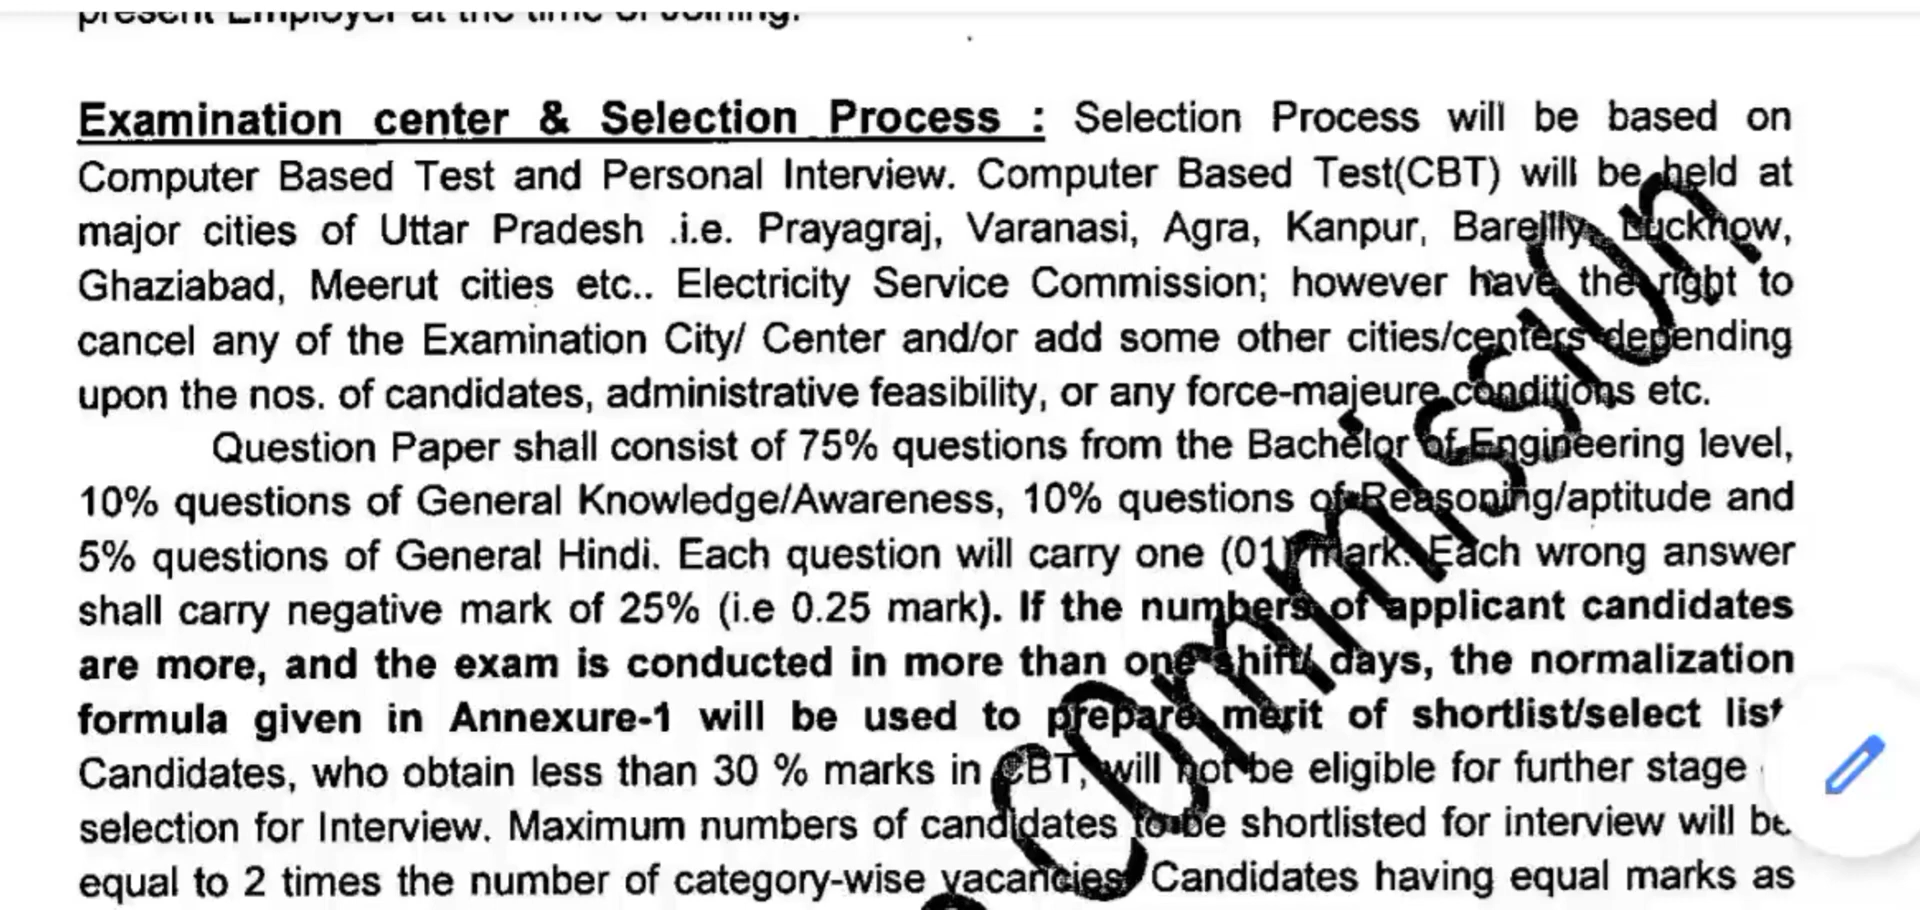 present Employer at the time of Joining.
Examination center & Selection Process : Selection Process will be based on
Computer Based Test and Personal Interview. Computer Based Test(CBT) will be held at
major cities of Uttar Pradesh .i.e. Prayagraj, Varanasi, Agra, Kanpur, Bareilly, Lucknow,
Ghaziabad, Meerut cities etc.. Electricity Service Commission; however have the right to
cancel any of the Examination City/ Center and/or add some other cities/centers depending
upon the nos. of candidates, administrative feasibility, or any force-majeure conditions etc.
Question Paper shall consist of 75% questions from the Bachelor of Engineering level,
10% questions of General Knowledge/Awareness, 10% questions of Reasoning/aptitude and
5% questions of General Hindi. Each question will carry one (01) mark. Each wrong answer
shall carry negative mark of 25% (i.e 0.25 mark). If the numbers of applicant candidates
are more, and the exam is conducted in more than one shift/ days, the normalization
formula given in Annexure-1 will be used to prepare merit of shortlist/select list
Candidates, who obtain less than 30 % marks in CBT, will not be eligible for further stage
selection for Interview. Maximum numbers of candidates to be shortlisted for interview will be
equal to 2 times the number of category-wise vacancies. Candidates having equal marks as
Commission